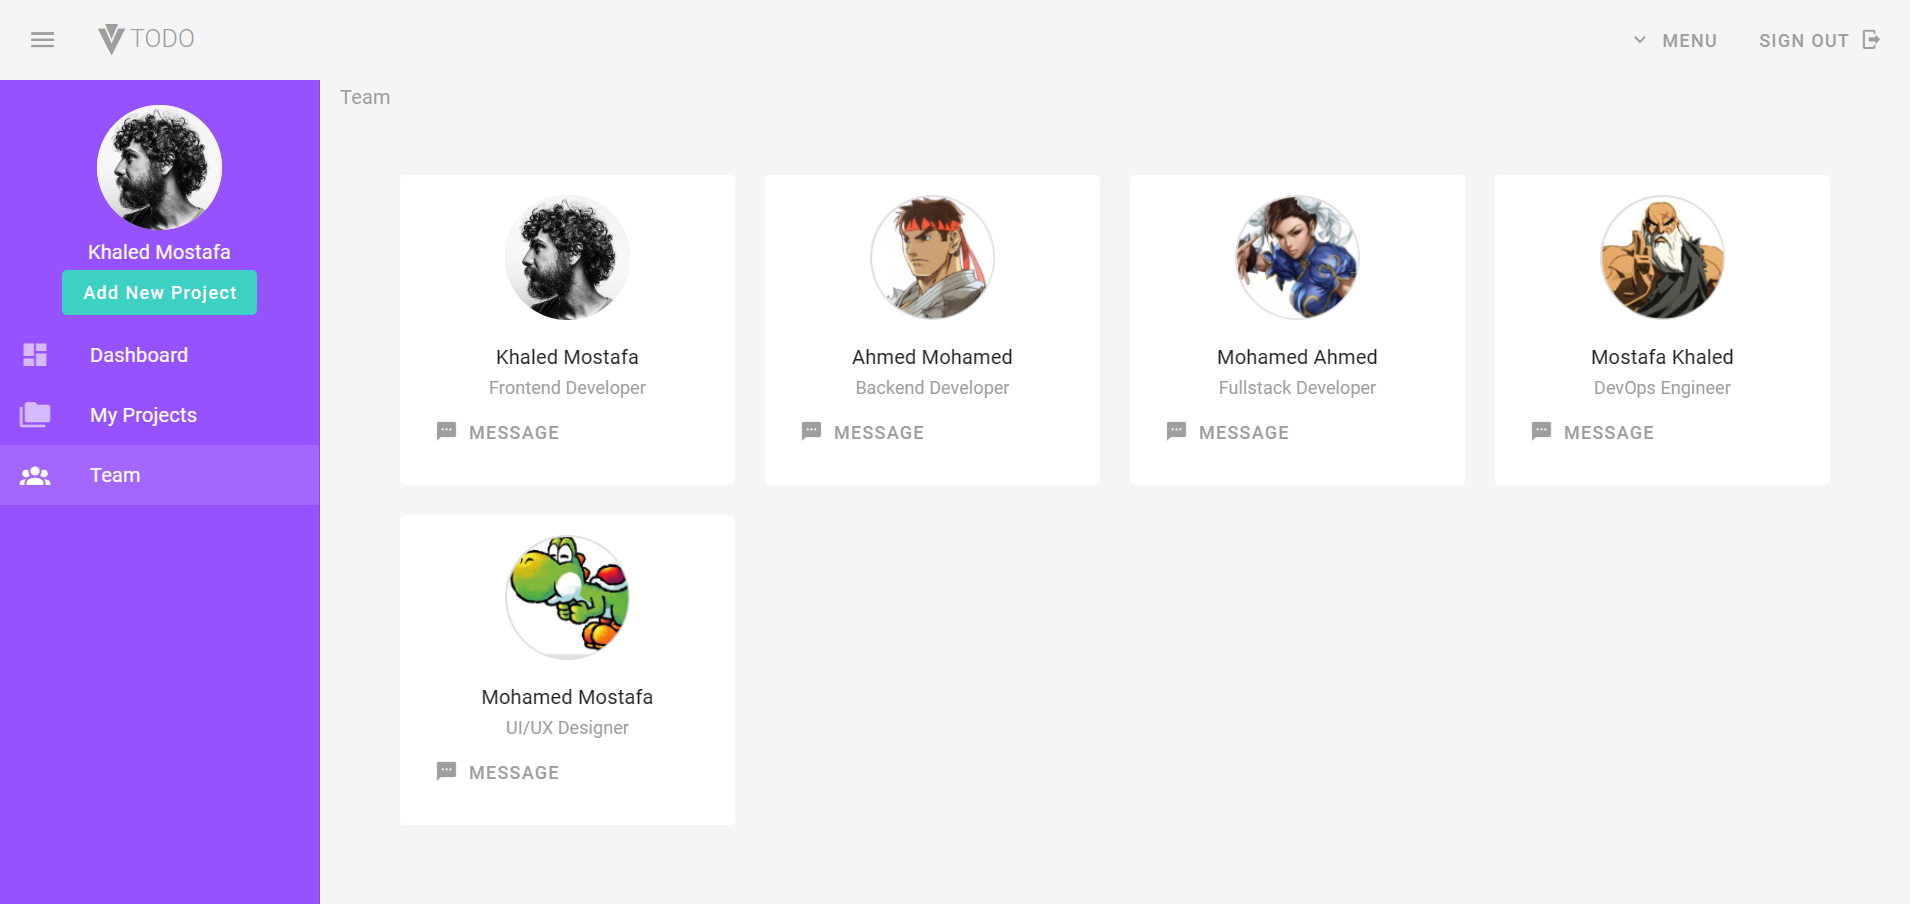 TODO
MENU
SIGN OUT
Khaled Mostafa
Add New Project
Dashboard
My Projects
Team
Team
Khaled Mostafa
Frontend Developer
MESSAGE
Ahmed Mohamed
Backend Developer
MESSAGE
Mohamed Ahmed
Fullstack Developer
MESSAGE
Mostafa Khaled
DevOps Engineer
MESSAGE
Mohamed Mostafa
UI/UX Designer
MESSAGE